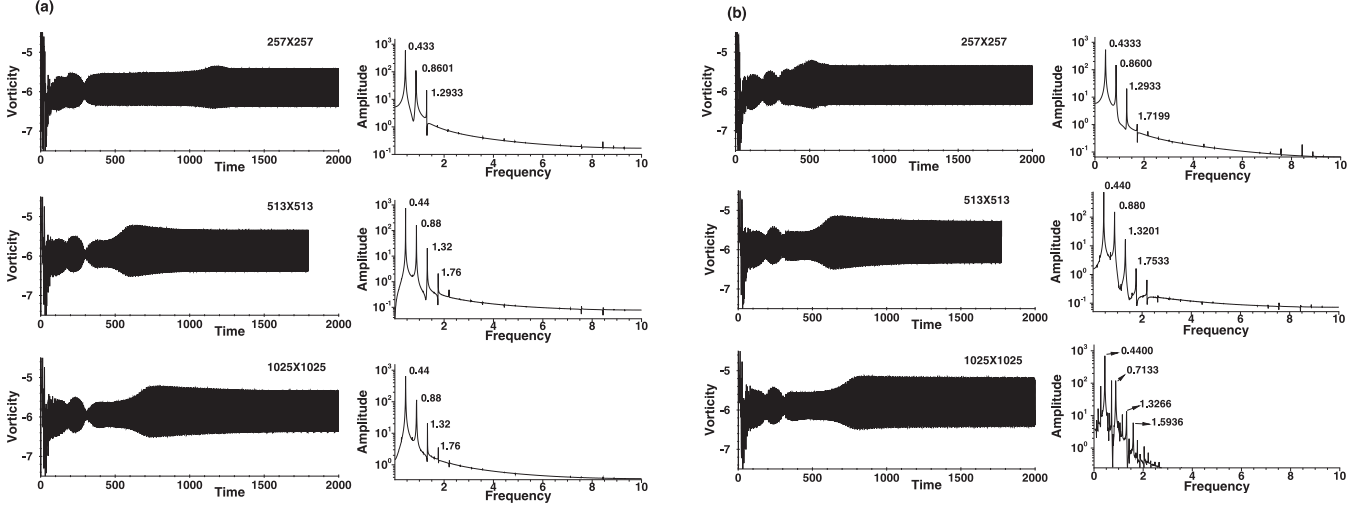 (a)
257X257
Vorticity
-5
-6
-7
0 500 1000 1500 2000
Time
Amplitude
10³
10²
10¹
10⁰
10⁻¹
0.433
0.8601
1.2933
0 2 4 6 8 10
Frequency
513X513
Vorticity
-5
-6
-7
0 500 1000 1500 2000
Time
Amplitude
10³
10²
10¹
10⁰
10⁻¹
0.44
0.88
1.32
1.76
0 2 4 6 8 10
Frequency
1025X1025
Vorticity
-5
-6
-7
0 500 1000 1500 2000
Time
Amplitude
10³
10²
10¹
10⁰
0.44
0.88
1.32
1.76
0 2 4 6 8 10
Frequency
(b)
257X257
Vorticity
-5
-6
-7
0 500 1000 1500 2000
Time
Amplitude
10³
10²
10¹
10⁰
10⁻¹
0.4333
0.8600
1.2933
1.7199
0 2 4 6 8 10
Frequency
513X513
Vorticity
-5
-6
-7
0 500 1000 1500 2000
Time
Amplitude
10²
10¹
10⁰
10⁻¹
0.440
0.880
1.3201
1.7533
0 2 4 6 8 10
Frequency
1025X1025
Vorticity
-5
-6
-7
0 500 1000 1500 2000
Time
Amplitude
10³
10²
10¹
10⁰
0.4400
0.7133
1.3266
1.5936
0 2 4 6 8 10
Frequency